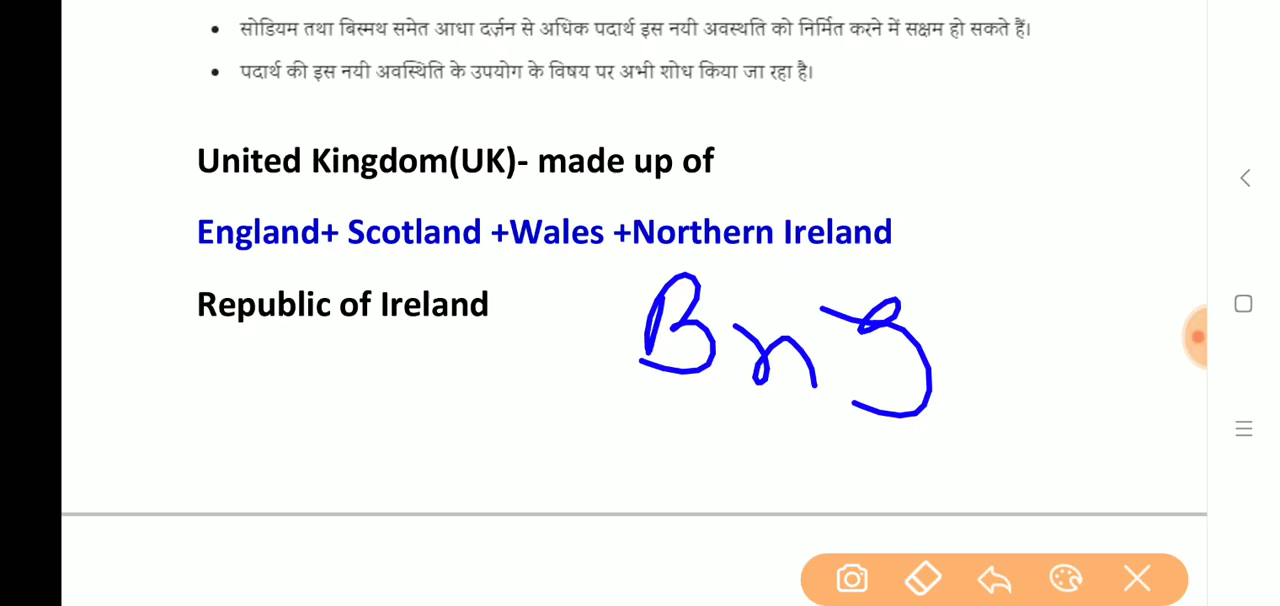 सोडियम तथा बिस्मथ समेत आधा दर्ज़न से अधिक पदार्थ इस नयी अवस्थति को निर्मित करने में सक्षम हो सकते हैं।
पदार्थ की इस नयी अवस्थिति के उपयोग के विषय पर अभी शोध किया जा रहा है।
United Kingdom(UK)- made up of
England+ Scotland +Wales +Northern Ireland
Republic of Ireland